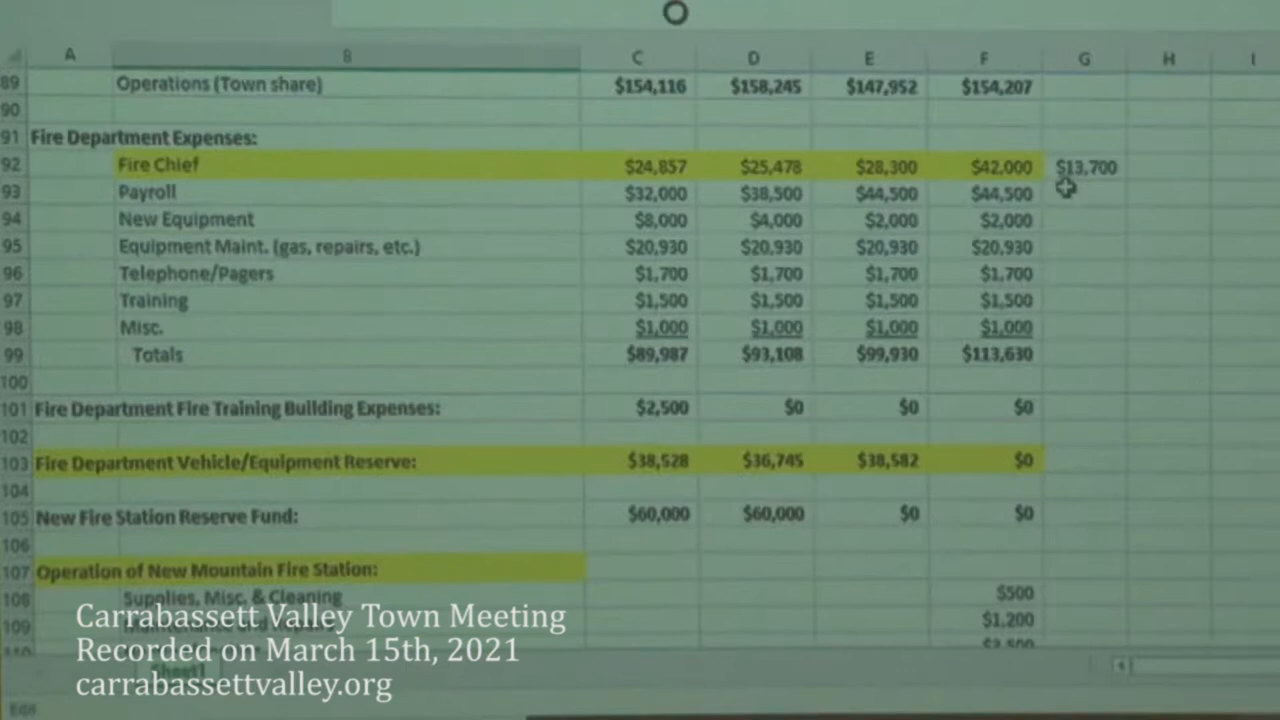 A B C D E F G H I
89 Operations (Town share) $154,116 $158,245 $147,952 $154,207
90
91 Fire Department Expenses:
92 Fire Chief $24,857 $25,478 $28,300 $42,000 $13,700
93 Payroll $32,000 $38,500 $44,500 $44,500
94 New Equipment $8,000 $4,000 $2,000 $2,000
95 Equipment Maint. (gas, repairs, etc.) $20,930 $20,930 $20,930 $20,930
96 Telephone/Pagers $1,700 $1,700 $1,700 $1,700
97 Training $1,500 $1,500 $1,500 $1,500
98 Misc. $1,000 $1,000 $1,000 $1,000
99 Totals $89,987 $93,108 $99,930 $113,630
100
101 Fire Department Fire Training Building Expenses: $2,500 $0 $0 $0
102
103 Fire Department Vehicle/Equipment Reserve: $38,528 $36,745 $38,582 $0
104
105 New Fire Station Reserve Fund: $60,000 $60,000 $0 $0
106
107 Operation of New Mountain Fire Station:
108 Supplies, Misc. & Cleaning $500
109 $1,200
Carrabassett Valley Town Meeting
Recorded on March 15th, 2021
carrabassettvalley.org
Sheet1
Edit